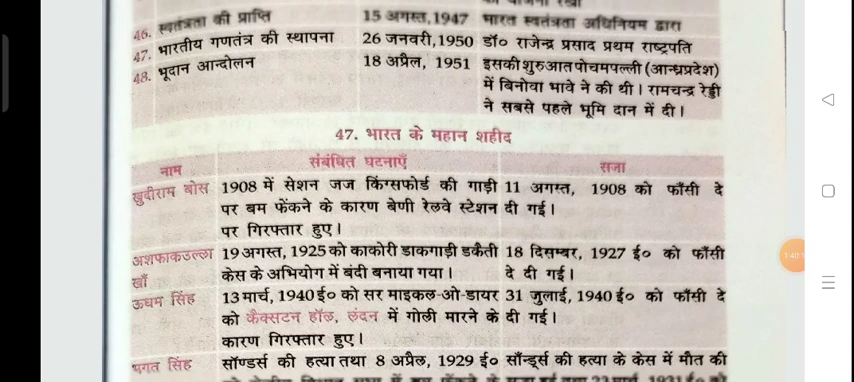 की योजना रखी
46. स्वतंत्रता की प्राप्ति 15 अगस्त, 1947 भारत स्वतंत्रता अधिनियम द्वारा
47. भारतीय गणतंत्र की स्थापना 26 जनवरी, 1950 डॉ० राजेन्द्र प्रसाद प्रथम राष्ट्रपति
48. भूदान आन्दोलन 18 अप्रैल, 1951 इसकी शुरुआत पोचमपल्ली (आन्ध्रप्रदेश)
में बिनोवा भावे ने की थी। रामचन्द्र रेड्डी
ने सबसे पहले भूमि दान में दी।
47. भारत के महान शहीद
नाम संबंधित घटनाएँ सजा
खुदीराम बोस 1908 में सेशन जज किंग्सफोर्ड की गाड़ी 11 अगस्त, 1908 को फाँसी दे
पर बम फेंकने के कारण बेणी रेलवे स्टेशन दी गई।
पर गिरफ्तार हुए।
अशफाकउल्ला 19 अगस्त, 1925 को काकोरी डाकगाड़ी डकैती 18 दिसम्बर, 1927 ई० को फाँसी
खाँ केस के अभियोग में बंदी बनाया गया। दे दी गई।
ऊधम सिंह 13 मार्च, 1940 ई० को सर माइकल-ओ-डायर 31 जुलाई, 1940 ई० को फाँसी दे
को कैक्सटन हॉल, लंदन में गोली मारने के दी गई।
कारण गिरफ्तार हुए।
भगत सिंह सॉण्डर्स की हत्या तथा 8 अप्रैल, 1929 ई० सॉन्ड्र्स की हत्या के केस में मौत की